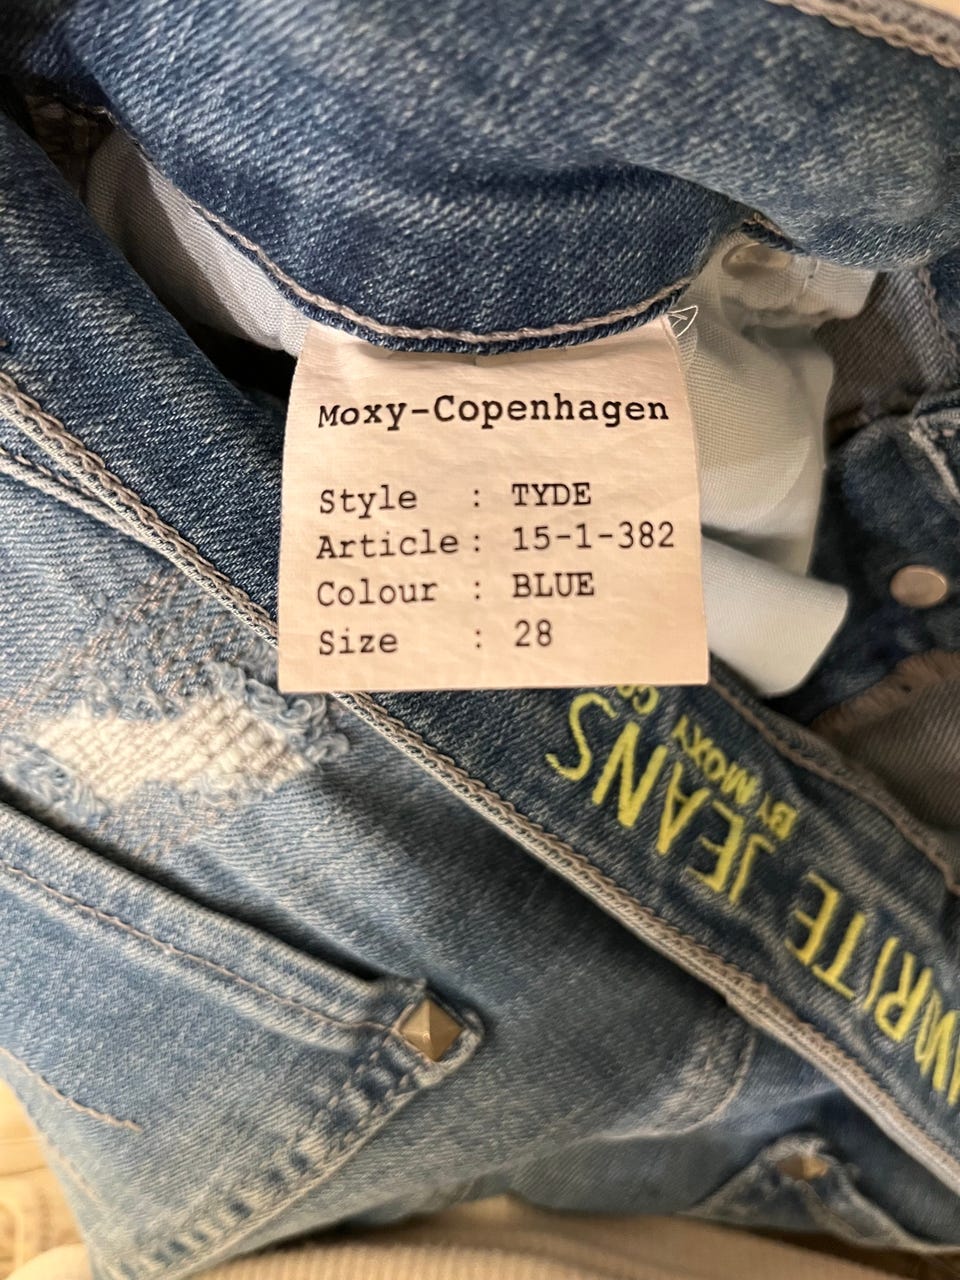 Moxy-Copenhagen
Style : TYDE
Article : 15-1-382
Colour : BLUE
Size : 28
JEANS
BY MOXY